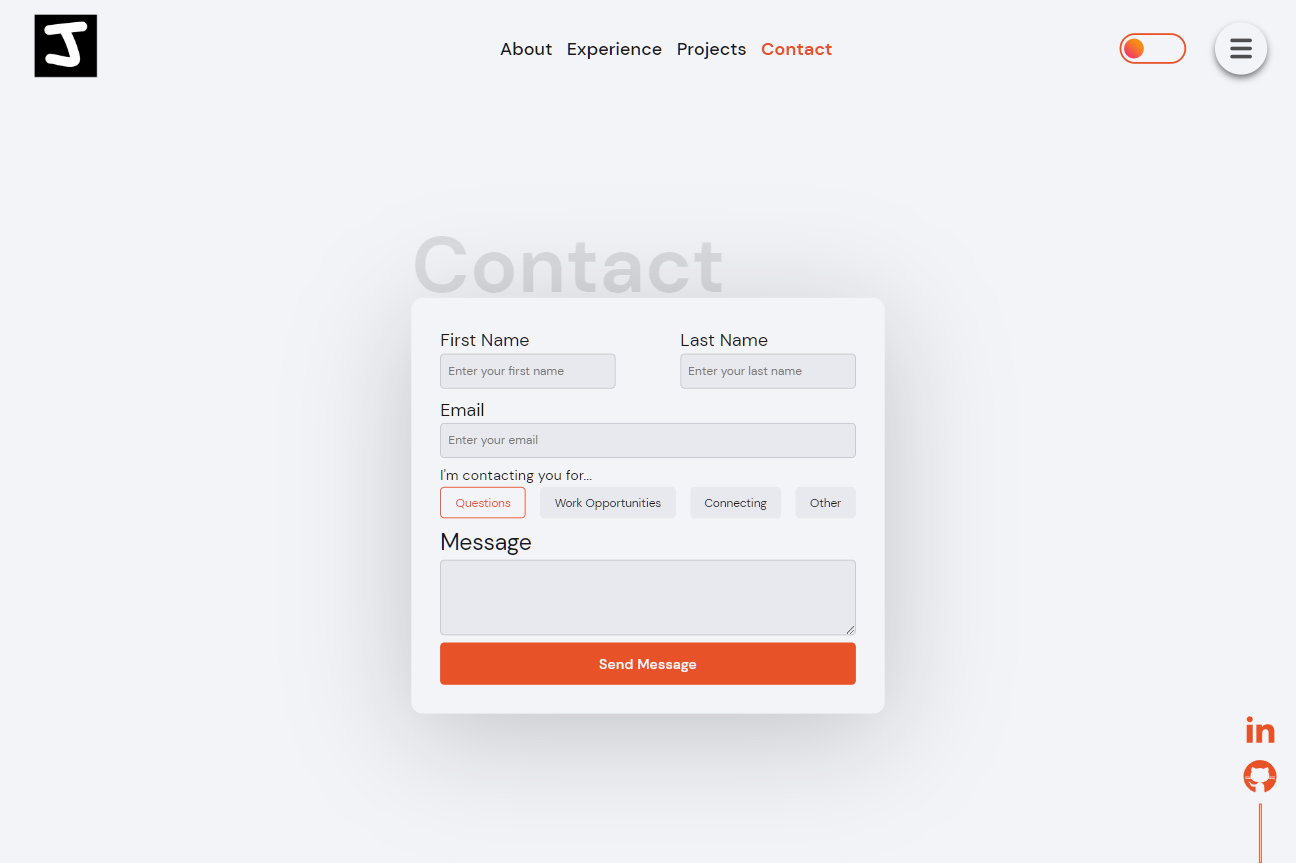 J
About Experience Projects Contact
Contact
First Name Last Name
Enter your first name Enter your last name
Email
Enter your email
I'm contacting you for...
Questions Work Opportunities Connecting Other
Message
Send Message
in